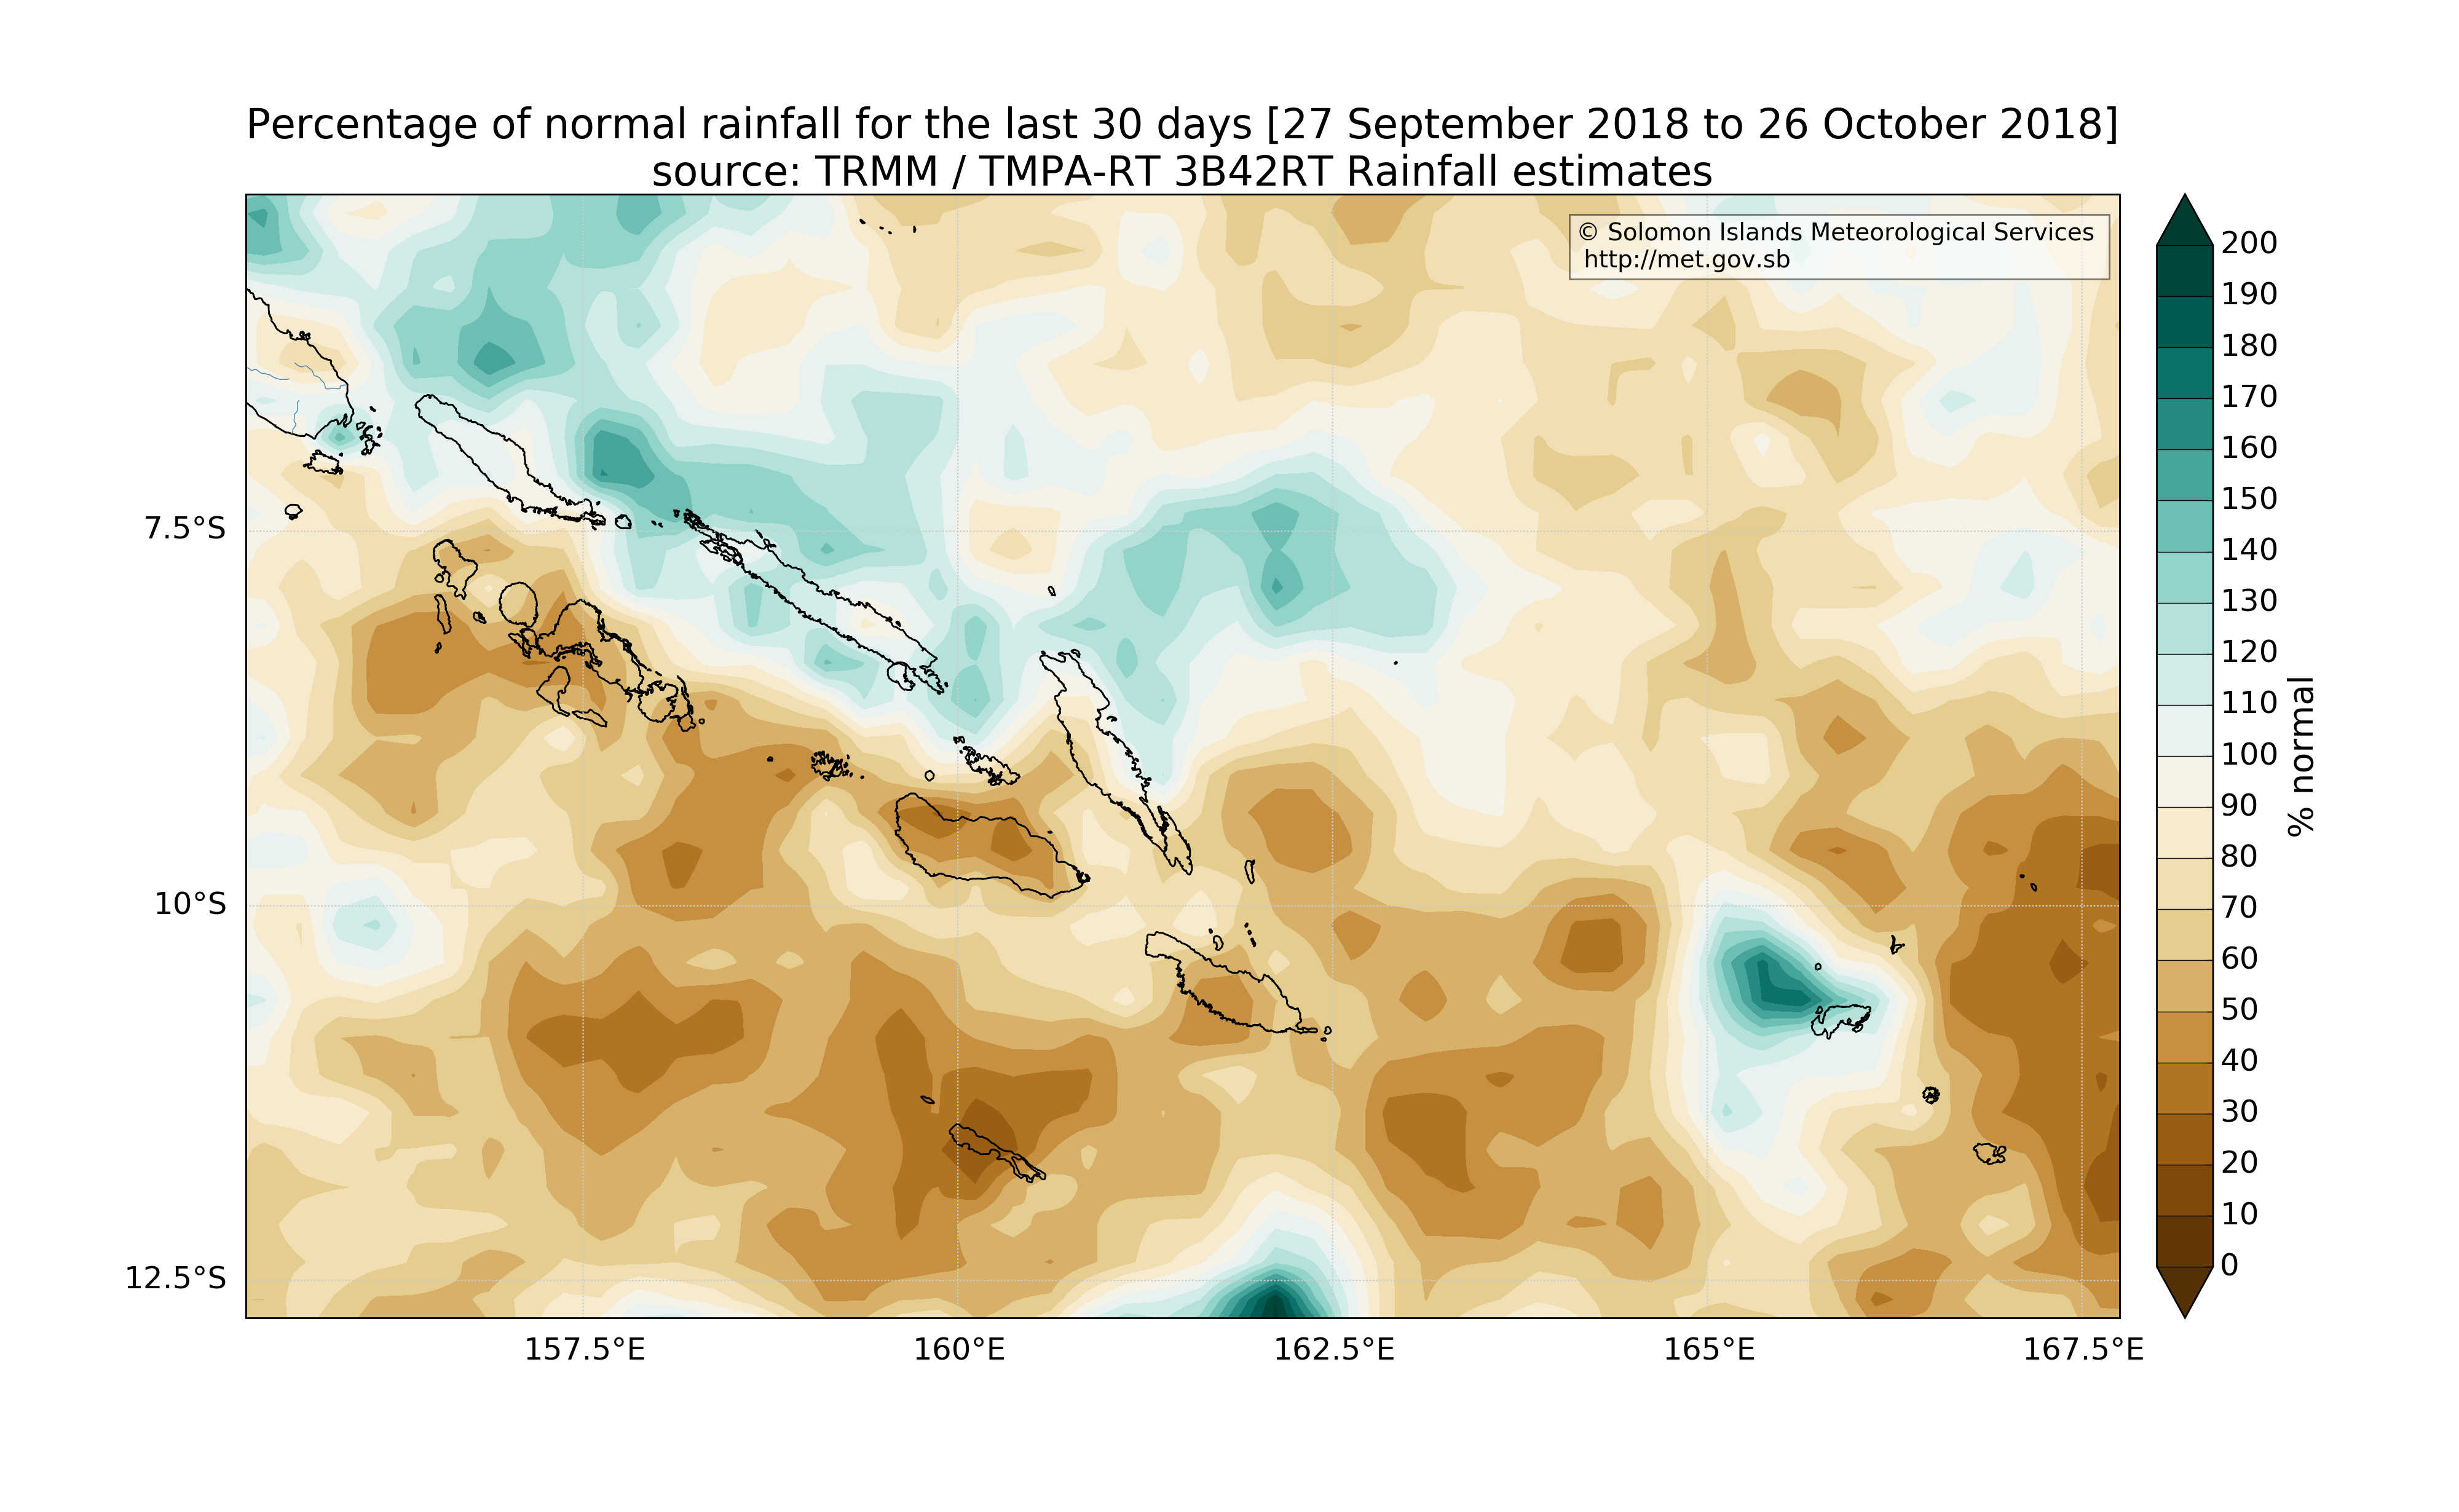 Percentage of normal rainfall for the last 30 days [27 September 2018 to 26 October 2018]
source: TRMM / TMPA-RT 3B42RT Rainfall estimates
© Solomon Islands Meteorological Services
http://met.gov.sb
7.5°S
10°S
12.5°S
157.5°E
160°E
162.5°E
165°E
167.5°E
200
190
180
170
160
150
140
130
120
110
100
90
80
70
60
50
40
30
20
10
0
% normal